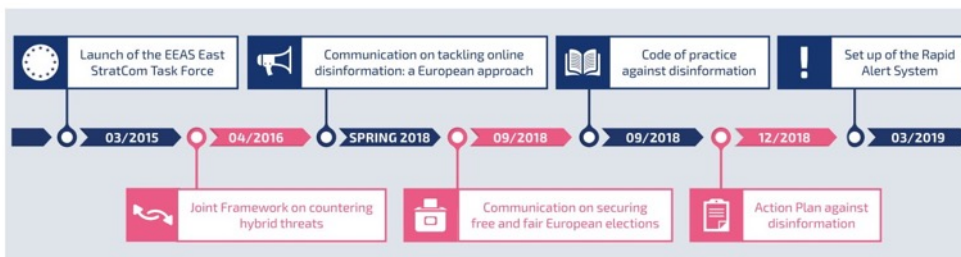 Launch of the EEAS East
StratCom Task Force
Communication on tackling online
disinformation: a European approach
Code of practice
against disinformation
Set up of the Rapid
Alert System
03/2015
04/2016
SPRING 2018
09/2018
09/2018
12/2018
03/2019
Joint Framework on countering
hybrid threats
Communication on securing
free and fair European elections
Action Plan against
disinformation